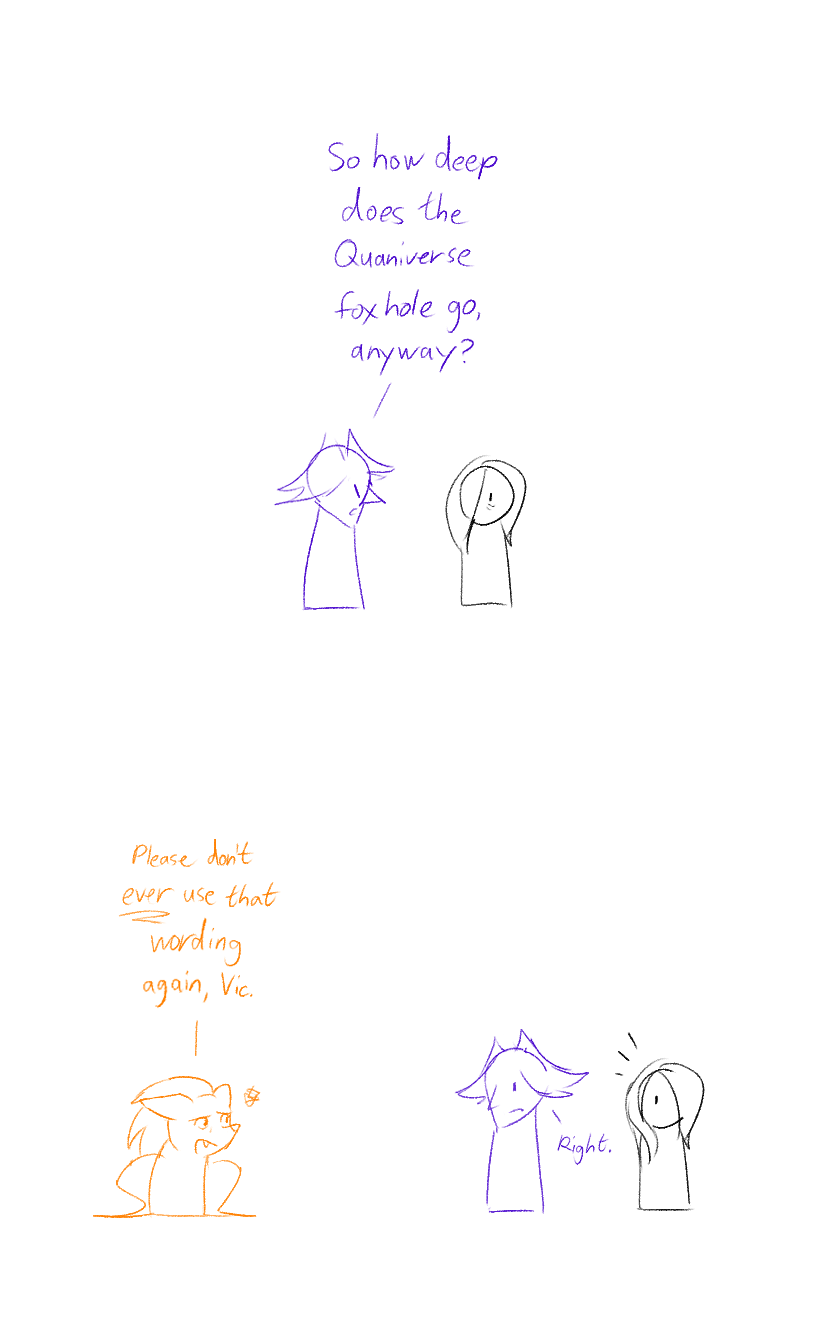 So how deep
does the
Quaniverse
foxhole go,
anyway?
Please don't
ever use that
wording
again, Vic.
Right.